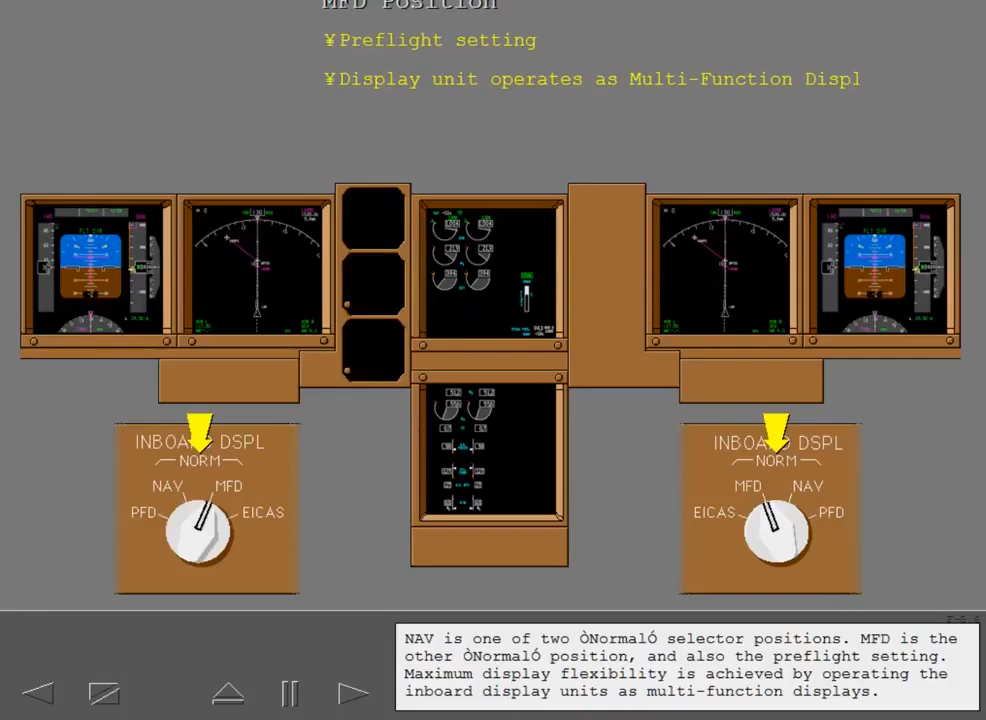 MFD Position
¥Preflight setting
¥Display unit operates as Multi-Function Displ
FLT DIR
INBOARD DSPL
NORM
NAV MFD
PFD EICAS
INBOARD DSPL
NORM
MFD NAV
EICAS PFD
NAV is one of two ÒNormalÓ selector positions. MFD is the
other ÒNormalÓ position, and also the preflight setting.
Maximum display flexibility is achieved by operating the
inboard display units as multi-function displays.